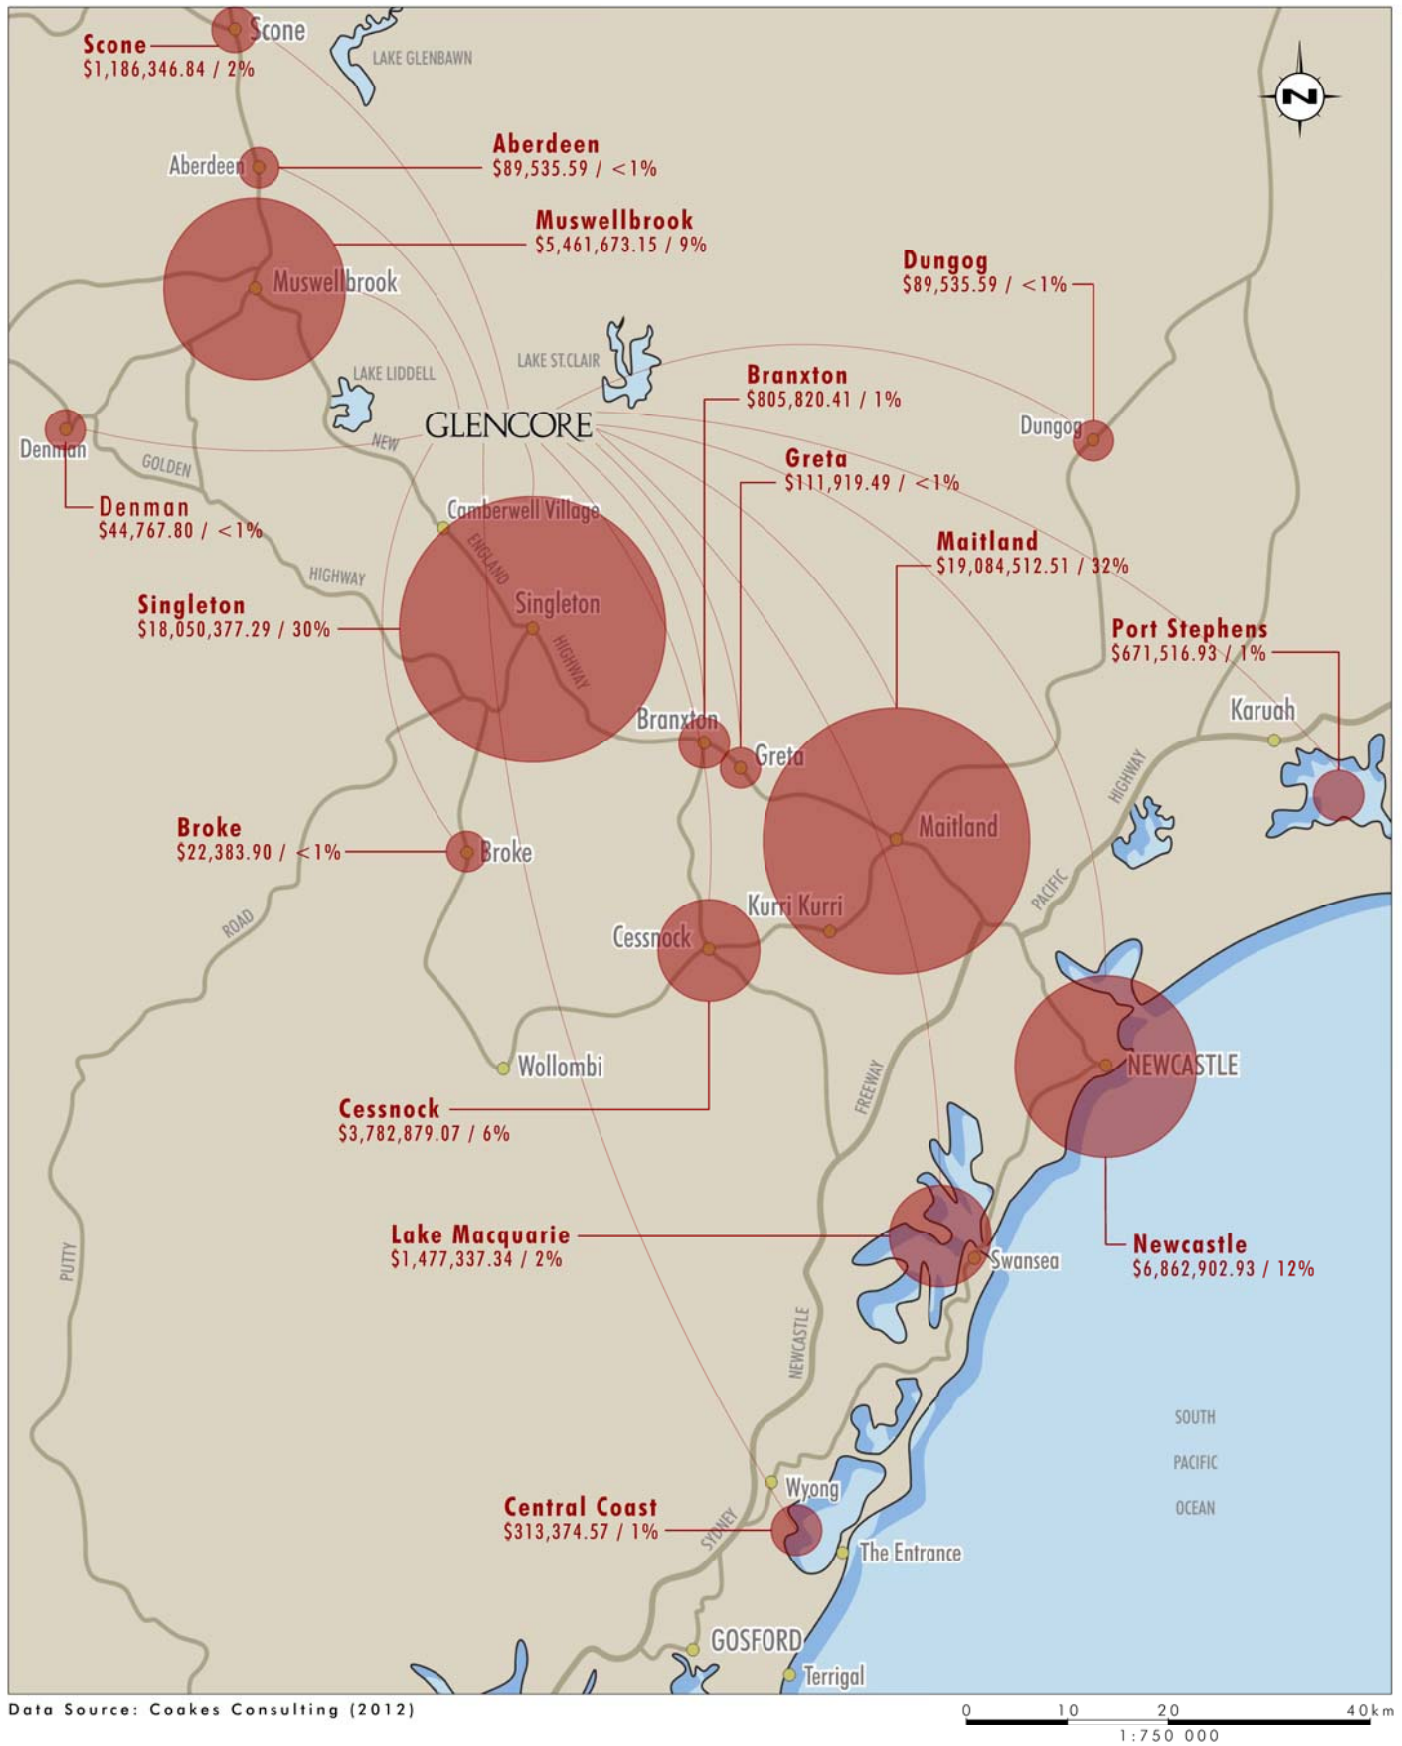 Scone
Scone
$1,186,346.84 / 2%
LAKE GLENBAWN
N
Aberdeen
$89,535.59 / <1%
Aberdeen
Muswellbrook
$5,461,673.15 / 9%
Dungog
$89,535.59 / <1%
Muswellbrook
LAKE ST.CLAIR
LAKE LIDDELL
Branxton
$805,820.41 / 1%
GLENCORE
Dungog
NEW
Denman
GOLDEN
Greta
$111,919.49 / <1%
Denman
$44,767.80 / <1%
Camberwell Village
Maitland
$19,084,512.51 / 32%
ENGLAND
HIGHWAY
Singleton
$18,050,377.29 / 30%
Singleton
Port Stephens
$671,516.93 / 1%
HIGHWAY
Branxton
Karuah
Greta
HIGHWAY
Broke
$22,383.90 / <1%
Broke
Maitland
PACIFIC
Kurri Kurri
ROAD
Cessnock
Wollombi
NEWCASTLE
FREEWAY
Cessnock
$3,782,879.07 / 6%
Lake Macquarie
$1,477,337.34 / 2%
Newcastle
$6,862,902.93 / 12%
PUTTY
Swansea
NEWCASTLE
SOUTH
PACIFIC
OCEAN
Wyong
Central Coast
$313,374.57 / 1%
SYDNEY
The Entrance
GOSFORD
Terrigal
Data Source: Coakes Consulting (2012)
0 10 20 40km
1:750 000